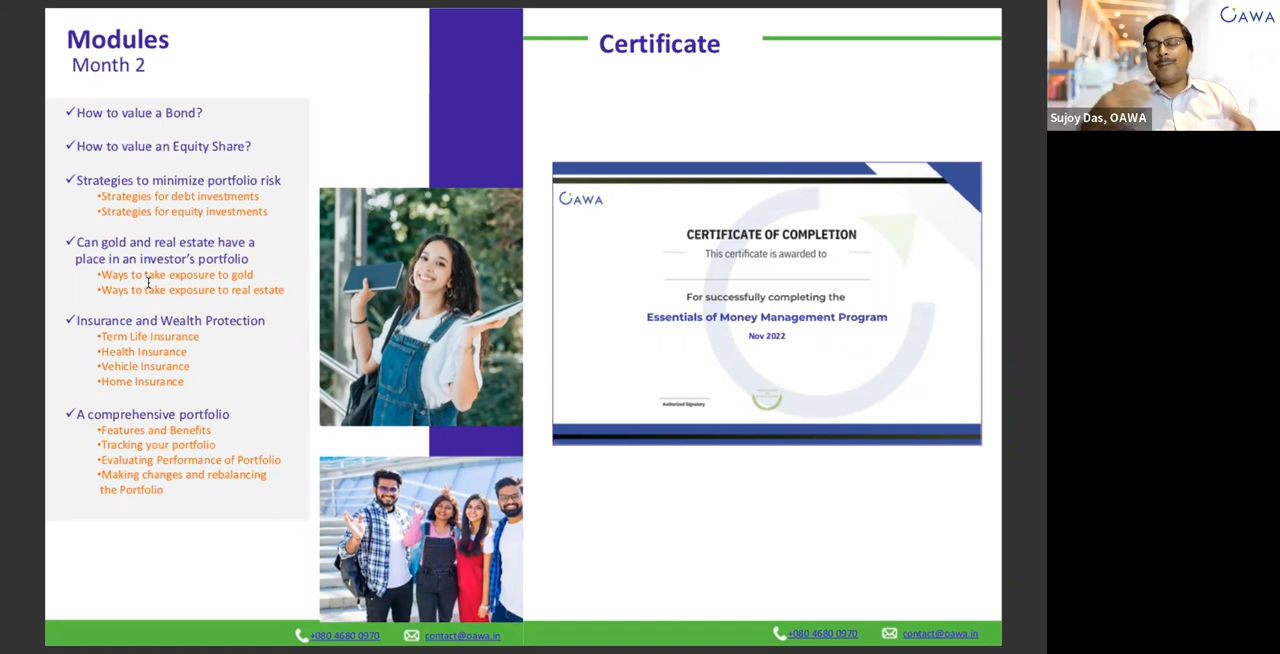 Modules
Month 2
✓How to value a Bond?
✓How to value an Equity Share?
✓Strategies to minimize portfolio risk
•Strategies for debt investments
•Strategies for equity investments
✓Can gold and real estate have a
place in an investor’s portfolio
•Ways to take exposure to gold
•Ways to take exposure to real estate
✓Insurance and Wealth Protection
•Term Life Insurance
•Health Insurance
•Vehicle Insurance
•Home Insurance
✓A comprehensive portfolio
•Features and Benefits
•Tracking your portfolio
•Evaluating Performance of Portfolio
•Making changes and rebalancing
the Portfolio
+080 4680 0970
contact@oawa.in
Certificate
OAWA
CERTIFICATE OF COMPLETION
This certificate is awarded to
For successfully completing the
Essentials of Money Management Program
Nov 2022
Authorized Signatory
+080 4680 0970
contact@oawa.in
OAWA
Sujoy Das, OAWA